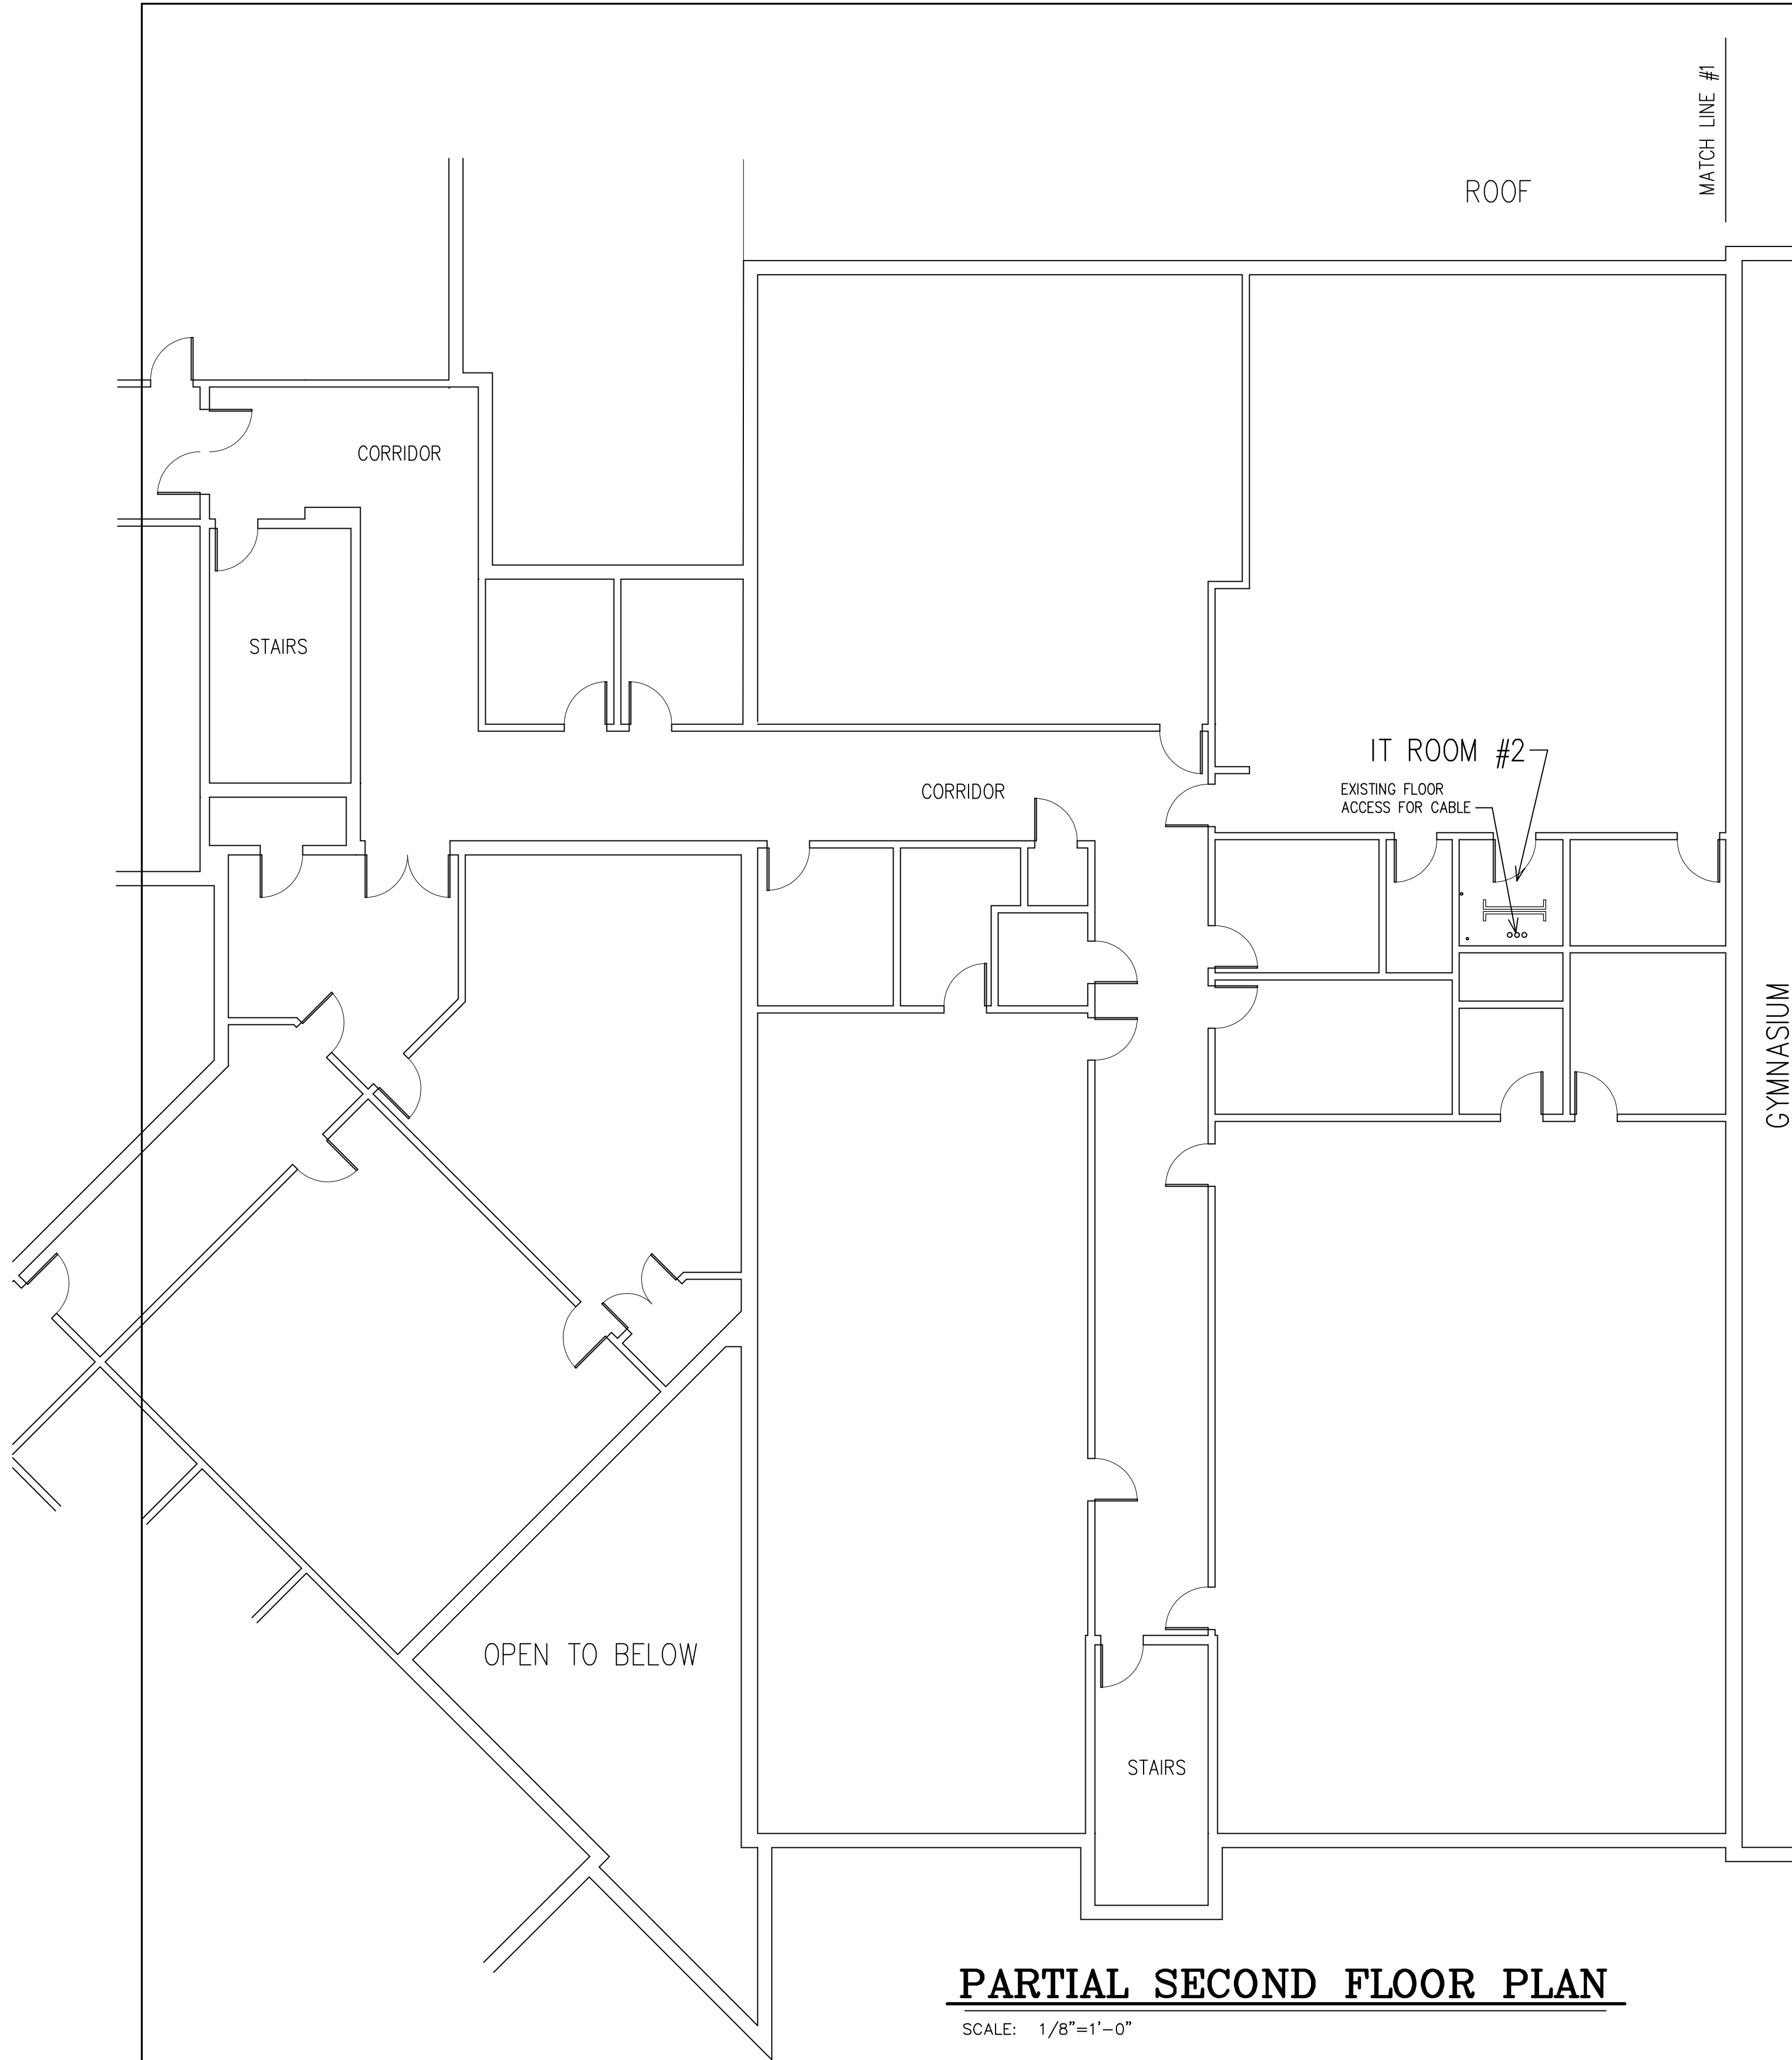 MATCH LINE #1
ROOF
CORRIDOR
STAIRS
IT ROOM #2
EXISTING FLOOR
ACCESS FOR CABLE
CORRIDOR
GYMNASIUM
OPEN TO BELOW
STAIRS
PARTIAL SECOND FLOOR PLAN
SCALE: 1/8"=1'-0"